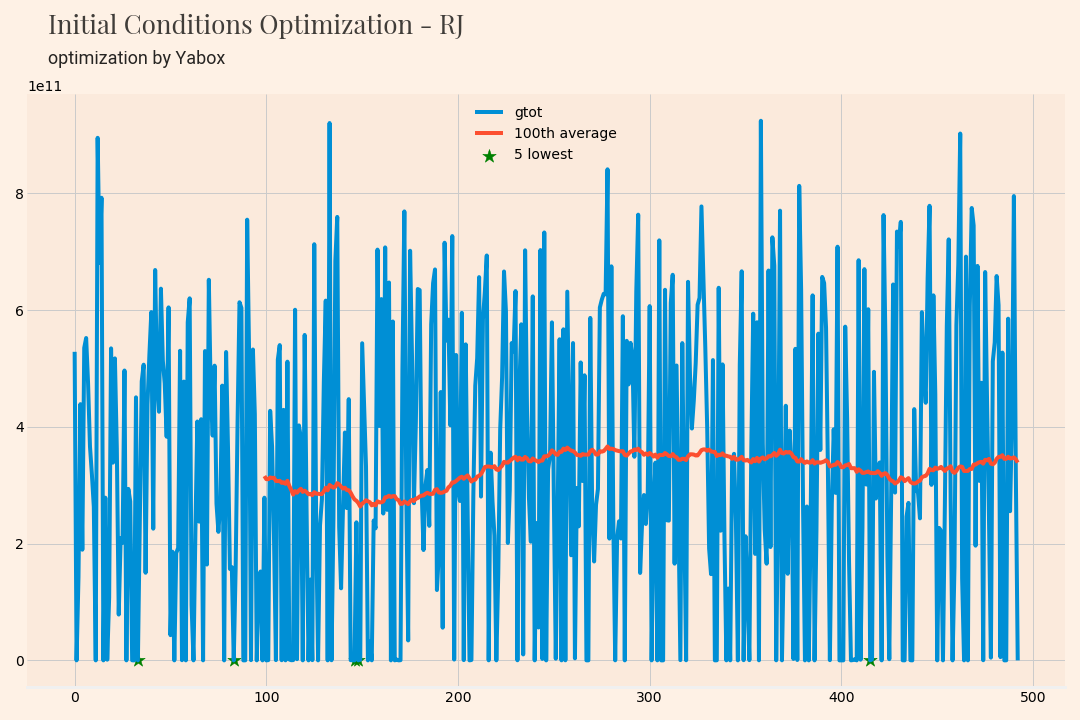 Initial Conditions Optimization - RJ
optimization by Yabox
1e11
gtot
100th average
5 lowest
8
6
4
2
0
0 100 200 300 400 500